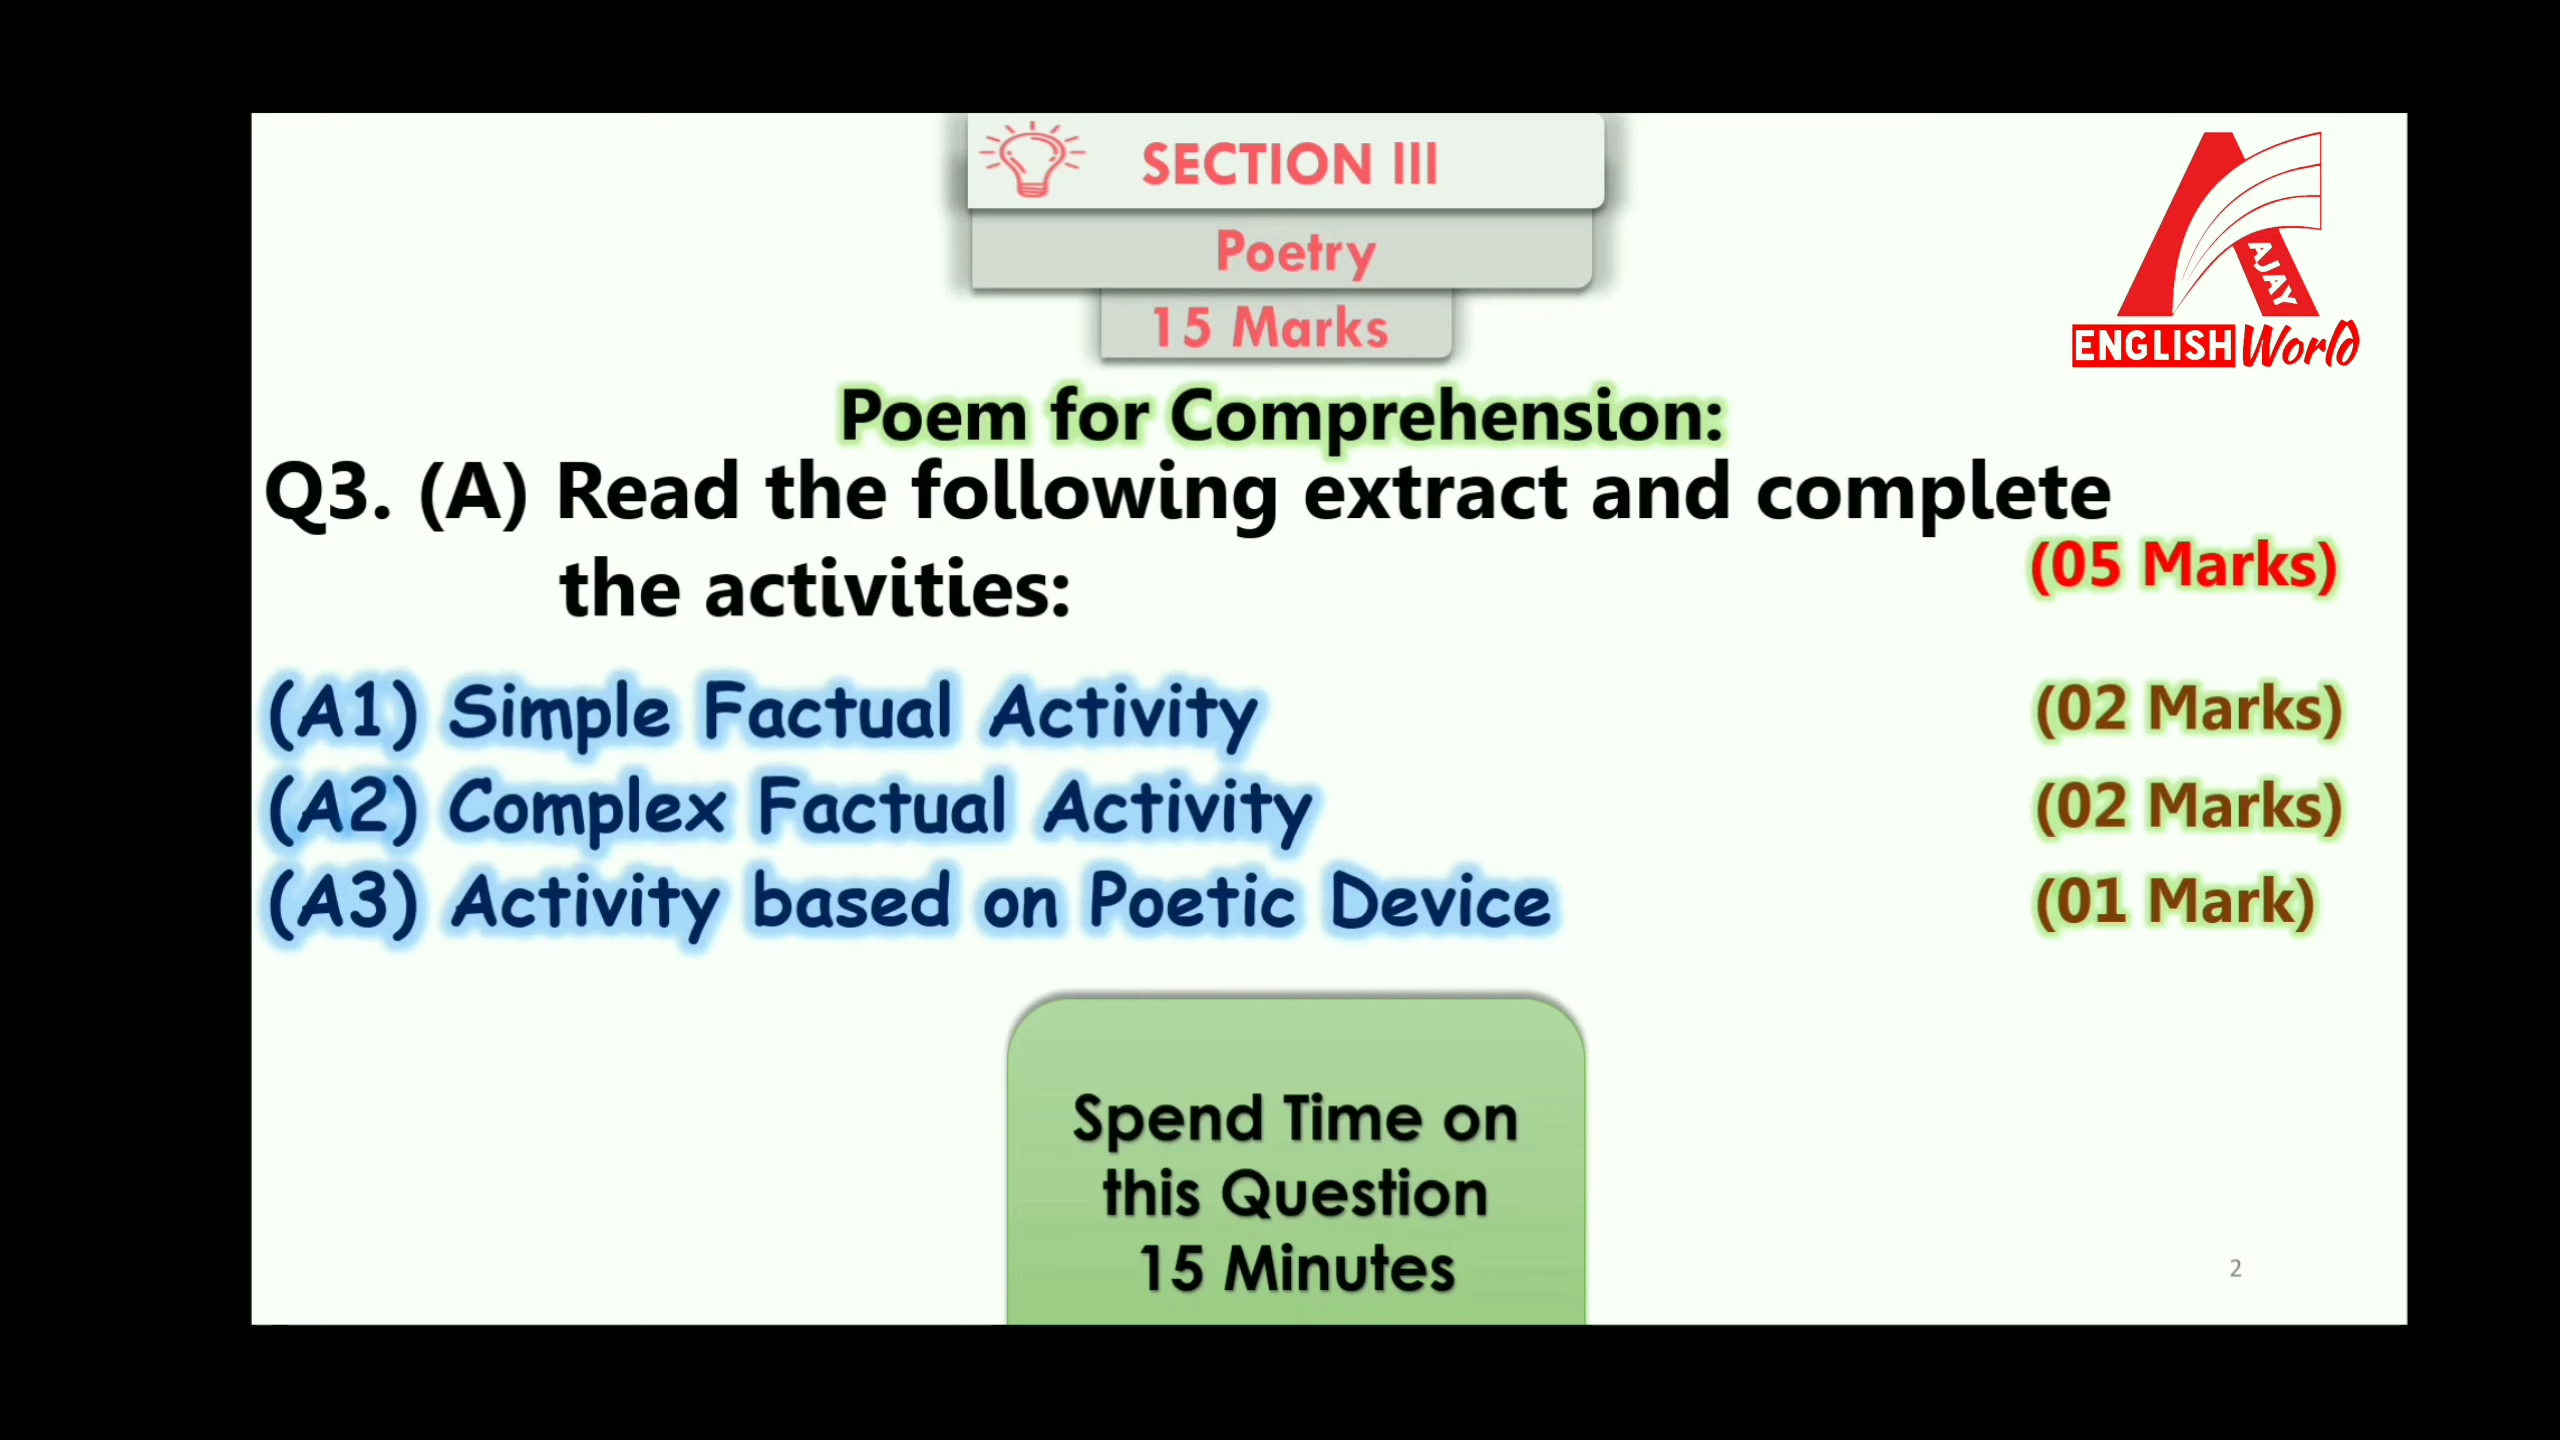 SECTION III
Poetry
15 Marks
AJAY
ENGLISH World
Poem for Comprehension:
Q3. (A) Read the following extract and complete
the activities:
(05 Marks)
(A1) Simple Factual Activity (02 Marks)
(A2) Complex Factual Activity (02 Marks)
(A3) Activity based on Poetic Device (01 Mark)
Spend Time on
this Question
15 Minutes
2